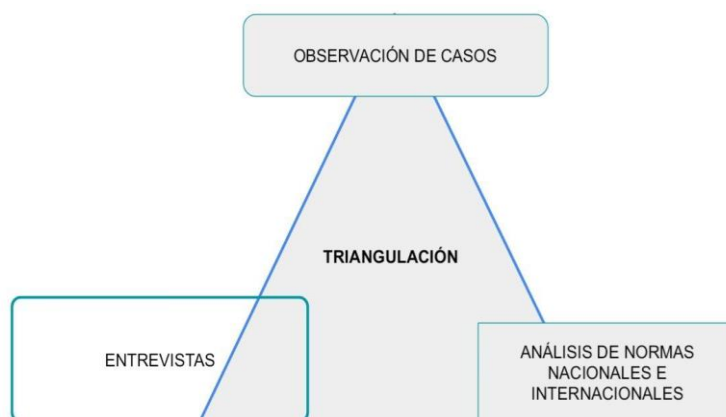 OBSERVACIÓN DE CASOS
TRIANGULACIÓN
ENTREVISTAS
ANÁLISIS DE NORMAS
NACIONALES E
INTERNACIONALES